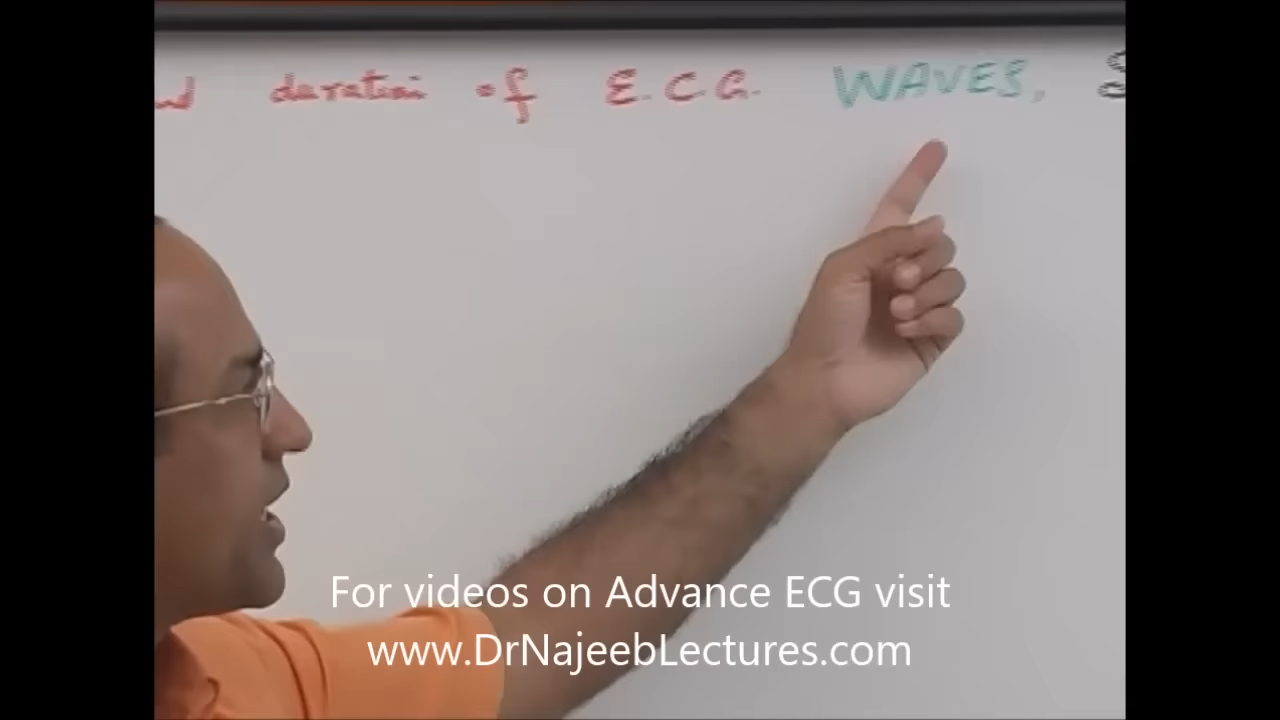 duration of E.C.G. WAVES,
For videos on Advance ECG visit
www.DrNajeebLectures.com